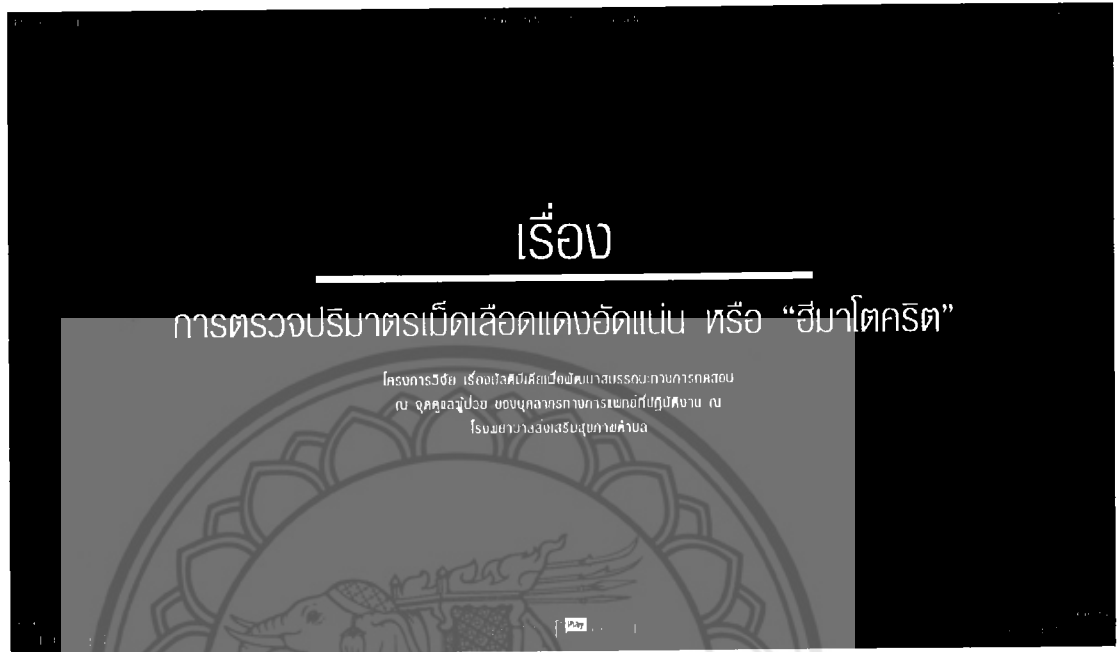 เรื่อง
การตรวจปริมาตรเม็ดเลือดแดงอัดแน่น หรือ “ฮีมาโตคริต”
โครงการวิจัย เรื่องมัลติมีเดียเพื่อพัฒนาสมรรถนะทางการทดสอบ
ณ จุดดูแลผู้ป่วย ของบุคลากรทางการแพทย์ที่ปฏิบัติงาน ณ
โรงพยาบาลส่งเสริมสุขภาพตำบล
Play